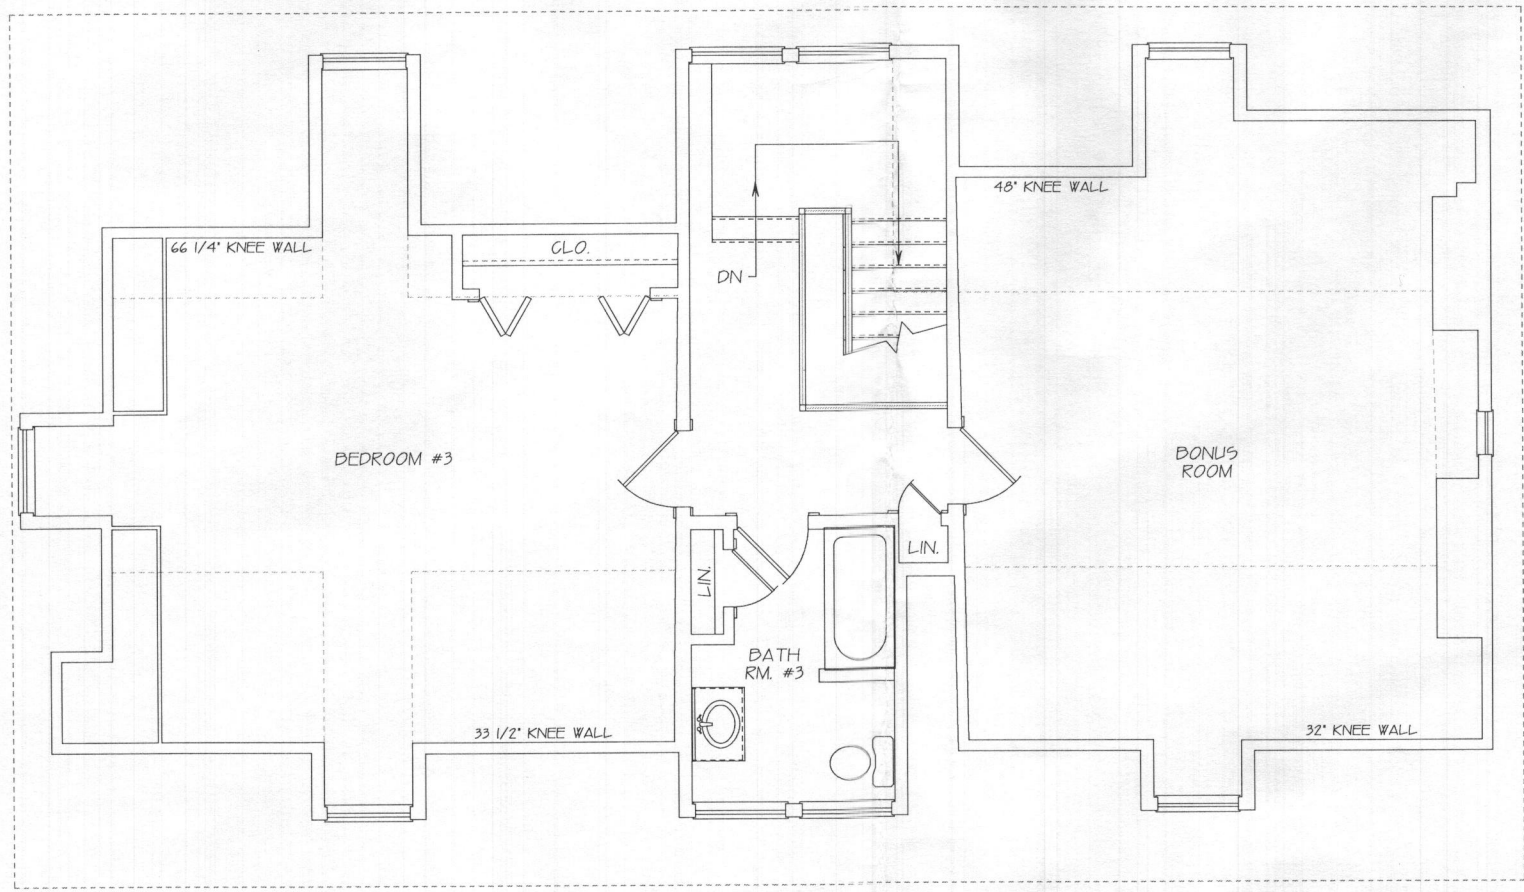 48" KNEE WALL
66 1/4" KNEE WALL
CLO.
DN
BEDROOM #3
BONUS
ROOM
LIN.
LIN.
BATH
RM. #3
33 1/2" KNEE WALL
32" KNEE WALL